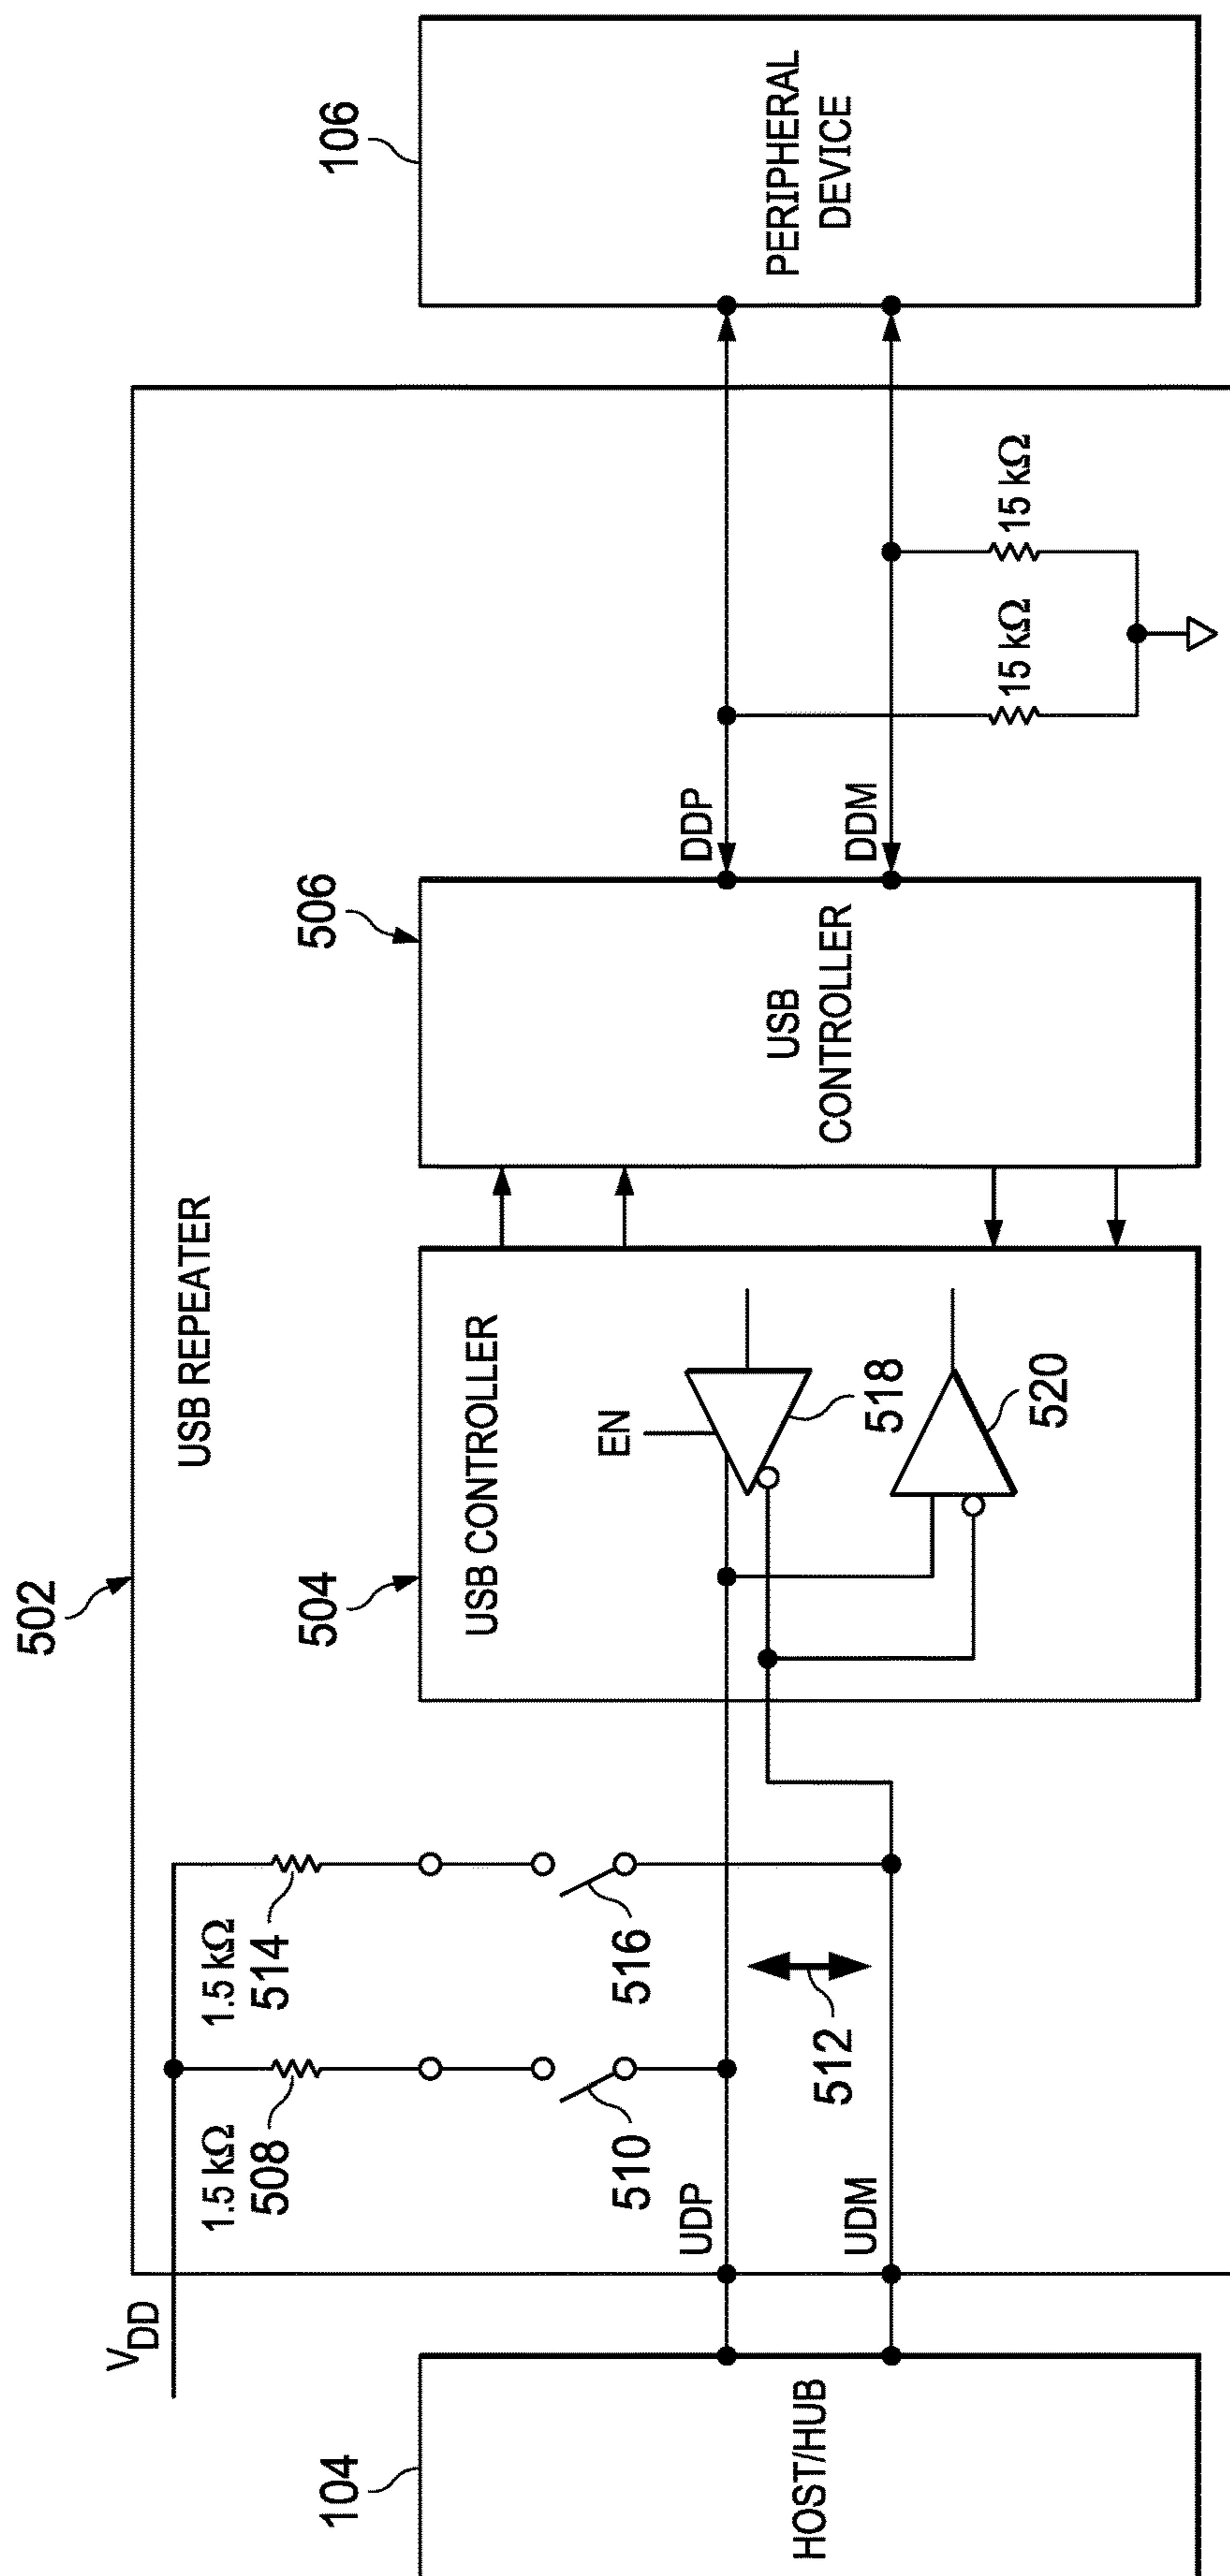 502
USB REPEATER
V DD
1.5 kΩ
508
1.5 kΩ
514
104
504
506
106
USB CONTROLLER
510
516
EN
UDP
DDP
HOST/HUB
USB
CONTROLLER
PERIPHERAL
DEVICE
512
UDM
518
DDM
520
15 kΩ
15 kΩ